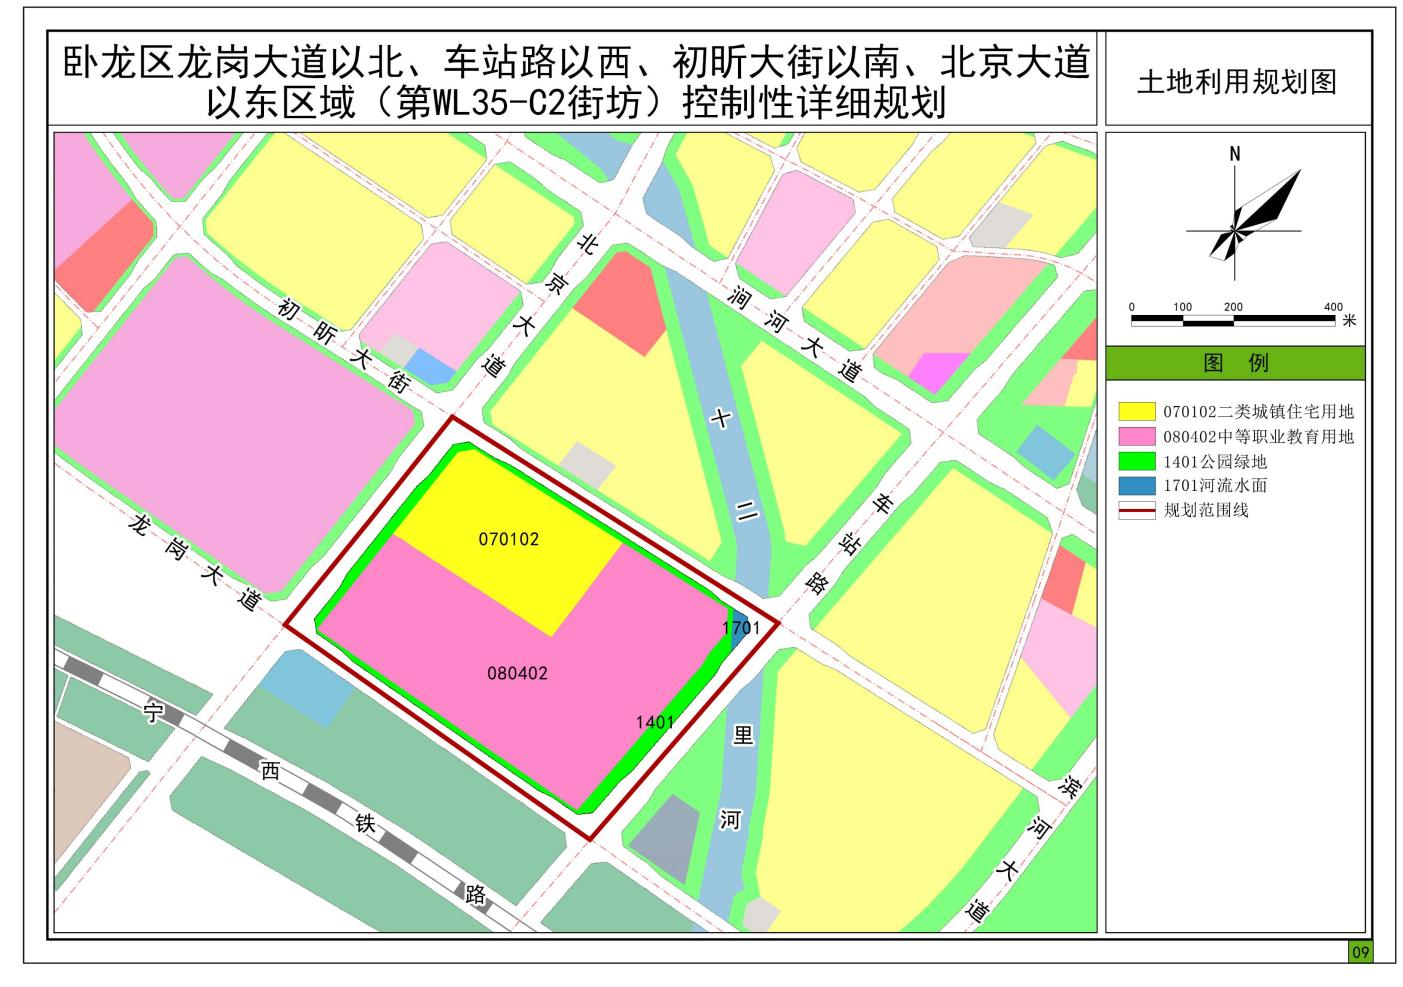 卧龙区龙岗大道以北、车站路以西、初昕大街以南、北京大道
以东区域（第WL35-C2街坊）控制性详细规划
土地利用规划图
N
0 100 200 400 米
图 例
070102二类城镇住宅用地
080402中等职业教育用地
1401公园绿地
1701河流水面
规划范围线
北京大道
初昕大街
涧河大道
十二里河
车站路
龙岗大道
070102
080402
1701
1401
宁西铁路
滨河大道
09